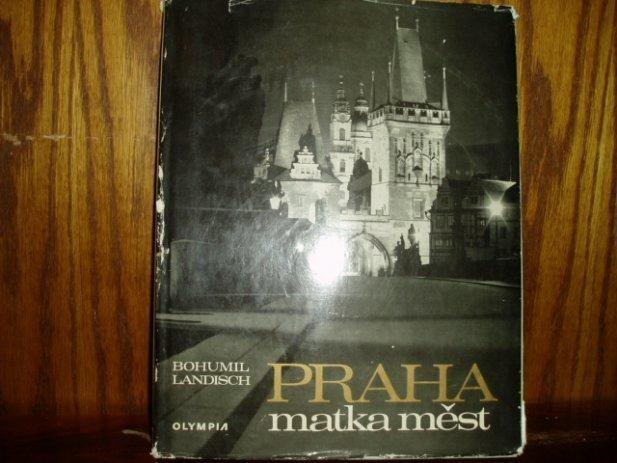 BOHUMIL
LANDISCH
PRAHA
matka měst
OLYMPIA